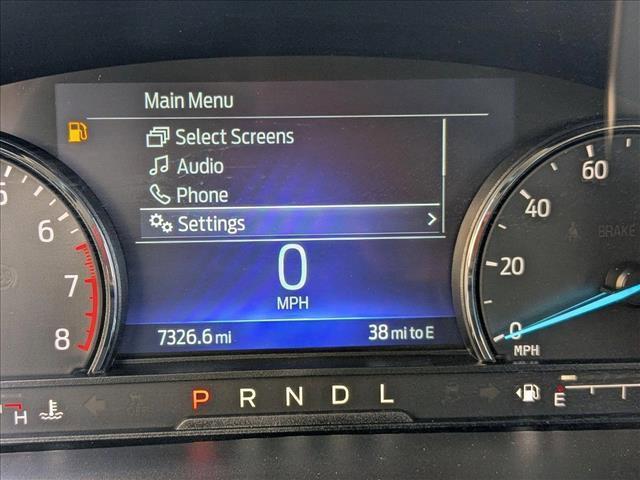 Main Menu
Select Screens
Audio
Phone
Settings
0
MPH
7326.6 mi
38 mi to E
5
6
7
8
0
20
40
60
MPH
BRAKE
H
P R N D L
E